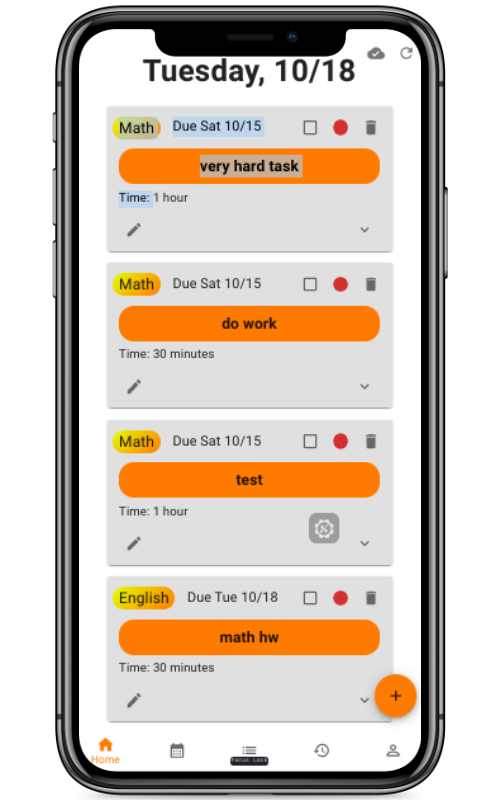 Tuesday, 10/18
Math Due Sat 10/15
very hard task
Time: 1 hour
Math Due Sat 10/15
do work
Time: 30 minutes
Math Due Sat 10/15
test
Time: 1 hour
English Due Tue 10/18
math hw
Time: 30 minutes
+
Home
Focus Lock